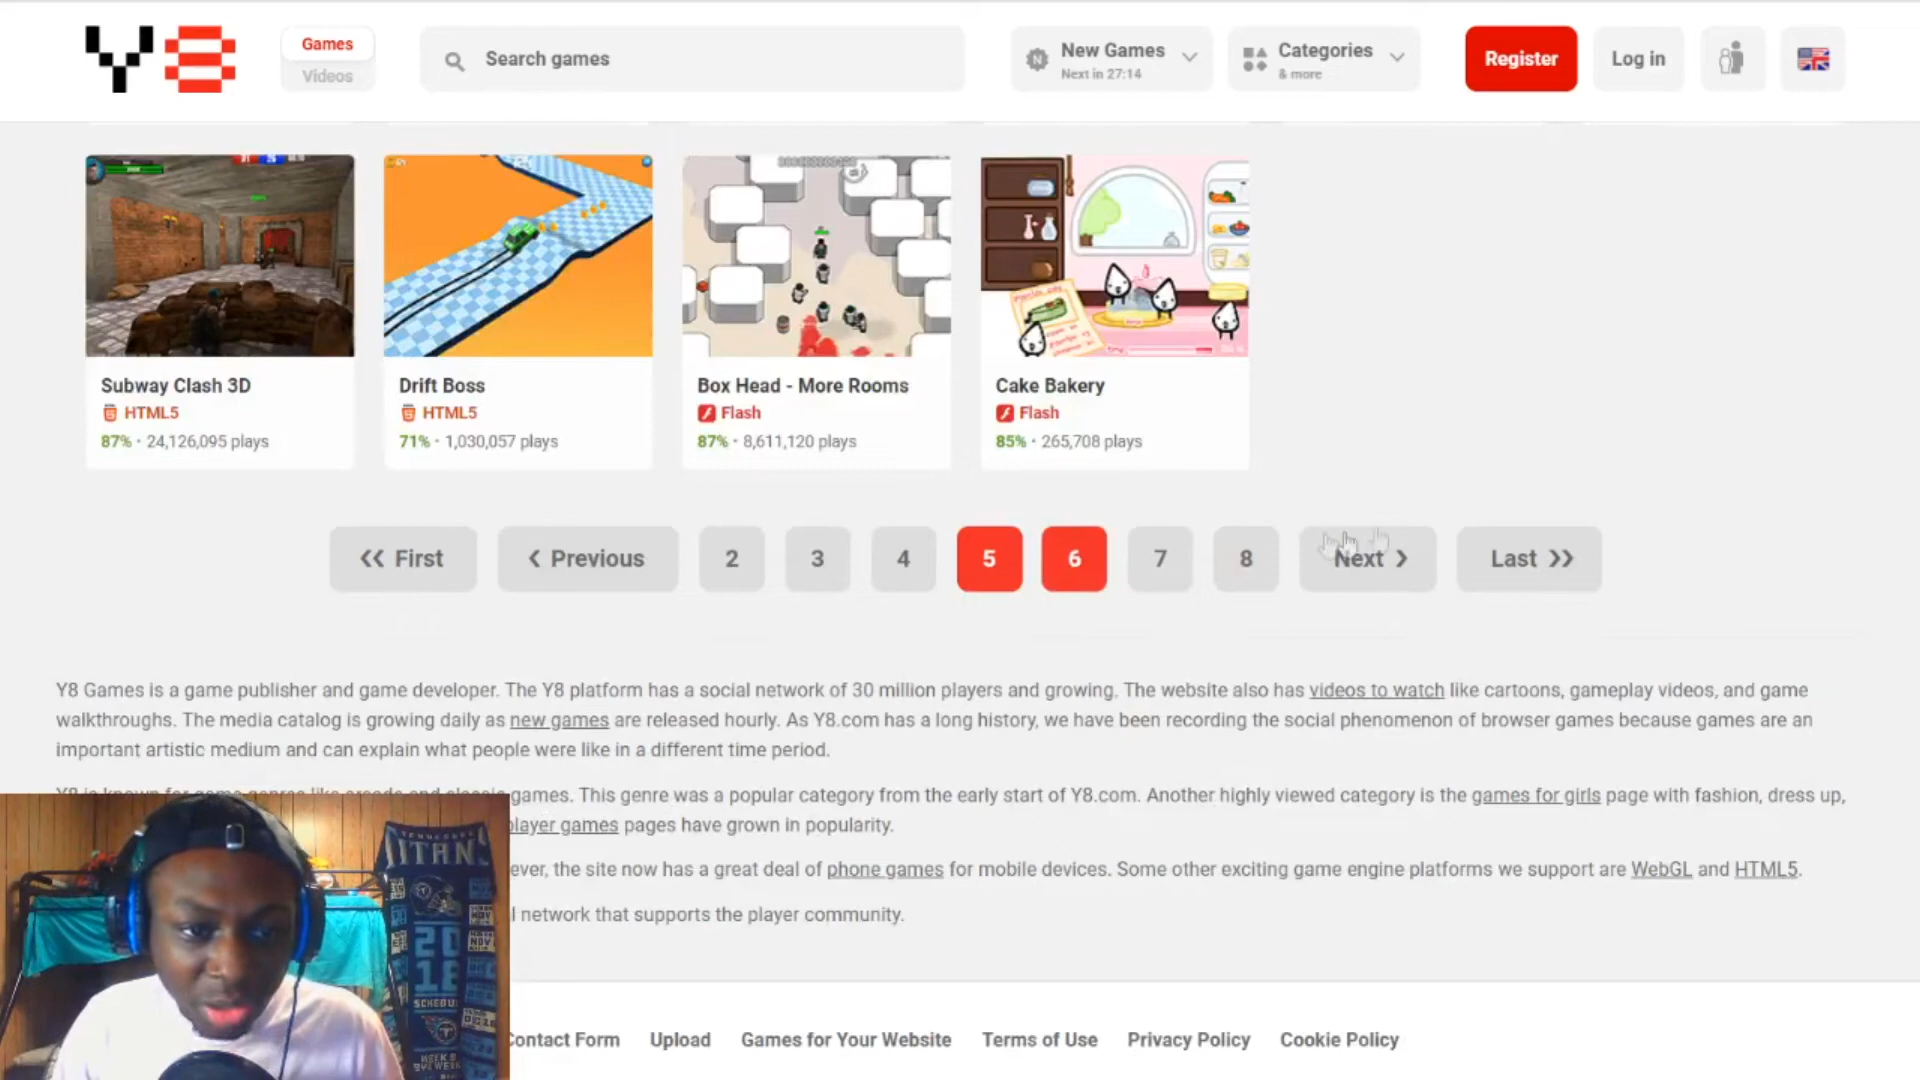 Y8
Games
Videos
Search games
New Games
Next in 27:14
Categories
& more
Register
Log in
Subway Clash 3D
HTML5
87% · 24,126,095 plays
Drift Boss
HTML5
71% · 1,030,057 plays
Box Head - More Rooms
Flash
87% · 8,611,120 plays
Cake Bakery
Flash
85% · 265,708 plays
First
Previous
2
3
4
5
6
7
8
Next
Last
Y8 Games is a game publisher and game developer. The Y8 platform has a social network of 30 million players and growing. The website also has videos to watch like cartoons, gameplay videos, and game
walkthroughs. The media catalog is growing daily as new games are released hourly. As Y8.com has a long history, we have been recording the social phenomenon of browser games because games are an
important artistic medium and can explain what people were like in a different time period.
games. This genre was a popular category from the early start of Y8.com. Another highly viewed category is the games for girls page with fashion, dress up,
player games pages have grown in popularity.
ever, the site now has a great deal of phone games for mobile devices. Some other exciting game engine platforms we support are WebGL and HTML5.
l network that supports the player community.
Contact Form
Upload
Games for Your Website
Terms of Use
Privacy Policy
Cookie Policy
TENNESSEE
TITANS
2018
SCHEDU